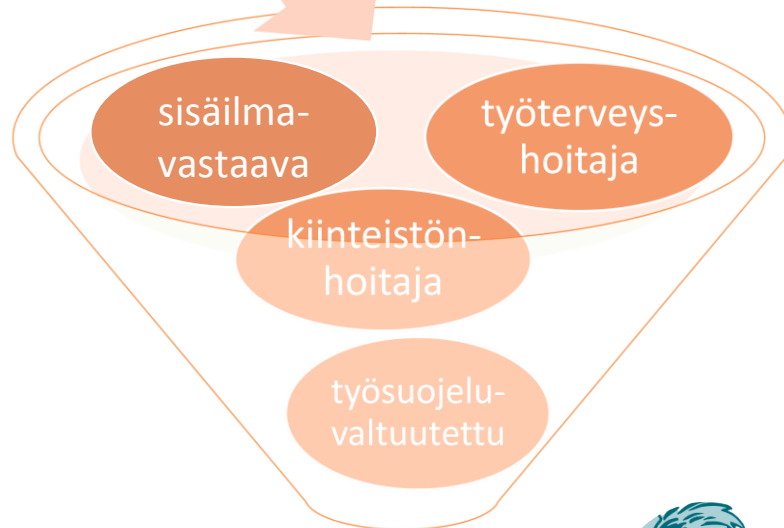 sisäilma-
vastaava
työterveys-
hoitaja
kiinteistön-
hoitaja
työsuojelu-
valtuutettu